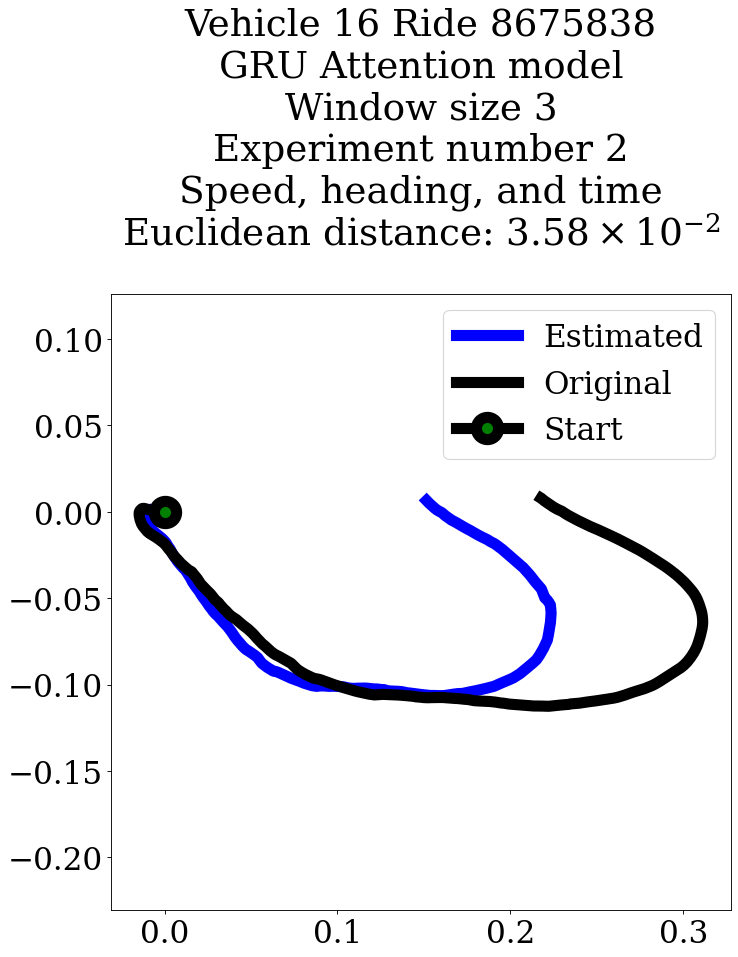 Vehicle 16 Ride 8675838
GRU Attention model
Window size 3
Experiment number 2
Speed, heading, and time
Euclidean distance: 3.58 × 10⁻²
Estimated
Original
Start
0.10
0.05
0.00
−0.05
−0.10
−0.15
−0.20
0.0 0.1 0.2 0.3